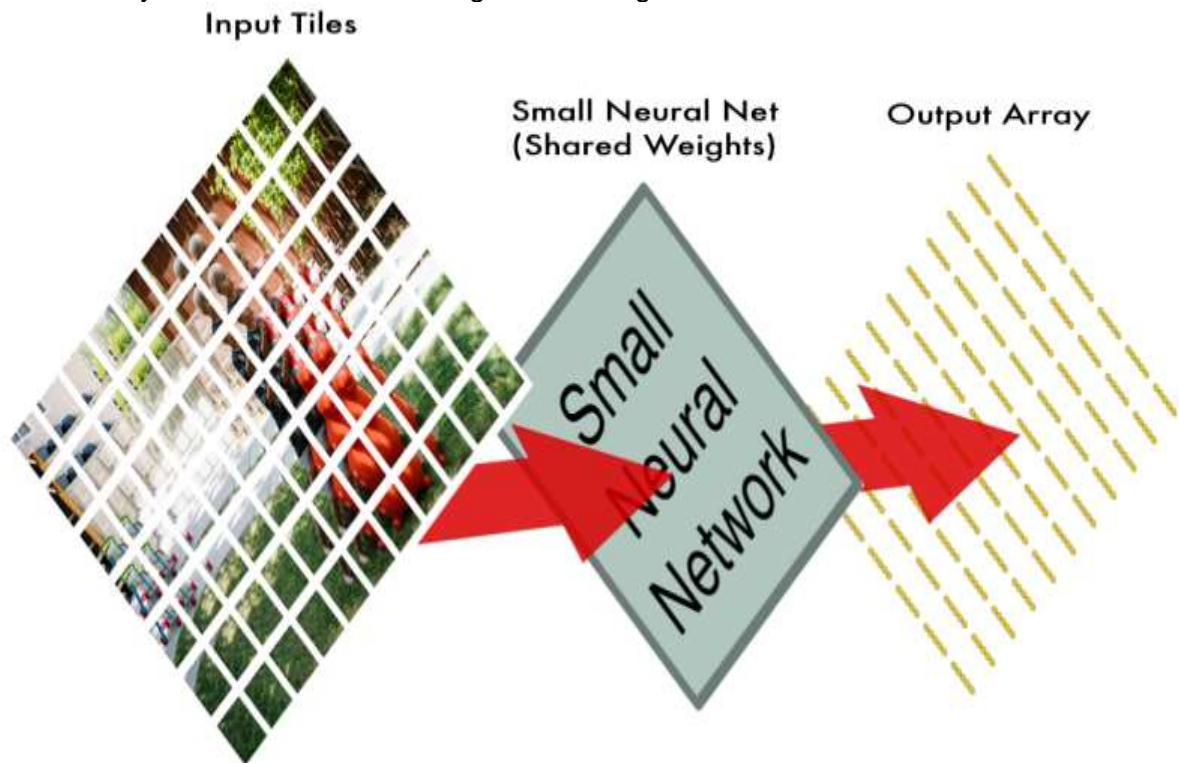 Input Tiles
Small Neural Net
(Shared Weights)
Output Array
Small
Neural
Network